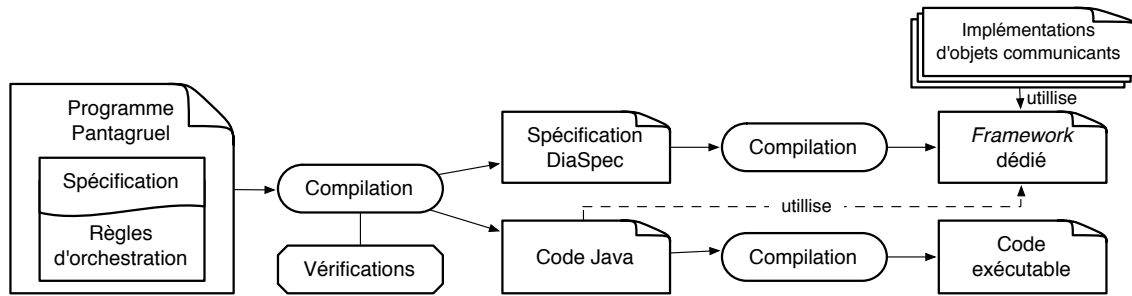 Implémentations
d'objets communicants
utilise
Programme
Pantagruel
Spécification
Règles
d'orchestration
Compilation
Vérifications
Spécification
DiaSpec
Compilation
Framework
dédié
utillise
Code Java
Compilation
Code
exécutable